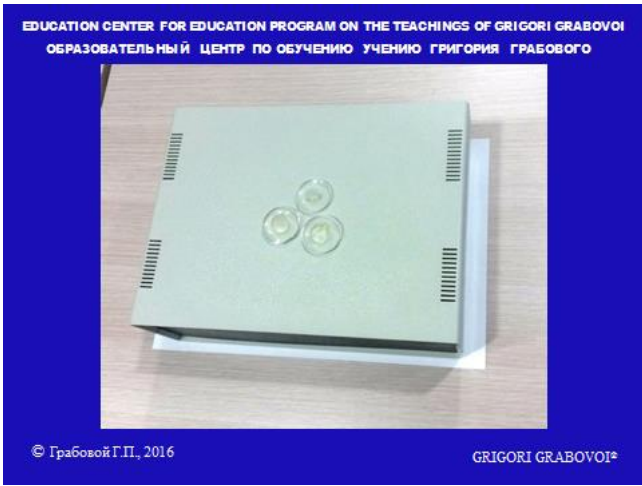 EDUCATION CENTER FOR EDUCATION PROGRAM ON THE TEACHINGS OF GRIGORI GRABOVOI
ОБРАЗОВАТЕЛЬНЫЙ ЦЕНТР ПО ОБУЧЕНИЮ УЧЕНИЮ ГРИГОРИЯ ГРАБОВОГО
© Грабовой Г.П., 2016
GRIGORI GRABOVOI®